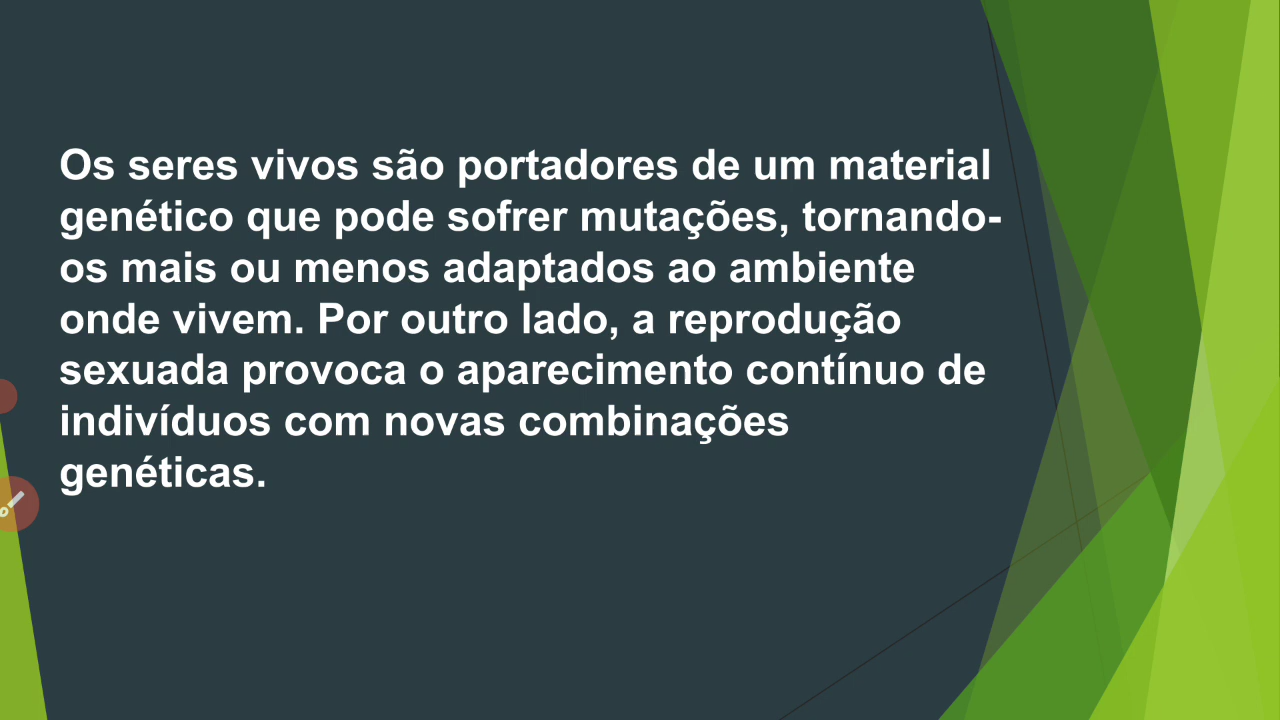 Os seres vivos são portadores de um material
genético que pode sofrer mutações, tornando-
os mais ou menos adaptados ao ambiente
onde vivem. Por outro lado, a reprodução
sexuada provoca o aparecimento contínuo de
indivíduos com novas combinações
genéticas.